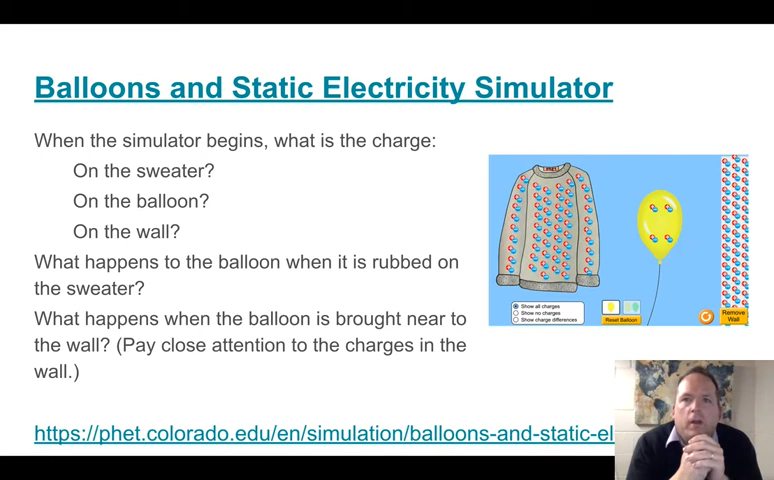 Balloons and Static Electricity Simulator
When the simulator begins, what is the charge:
On the sweater?
On the balloon?
On the wall?
What happens to the balloon when it is rubbed on
the sweater?
What happens when the balloon is brought near to
the wall? (Pay close attention to the charges in the
wall.)
https://phet.colorado.edu/en/simulation/balloons-and-static-el
Show all charges
Show no charges
Show charge differences
Reset Balloon
Remove
Wall